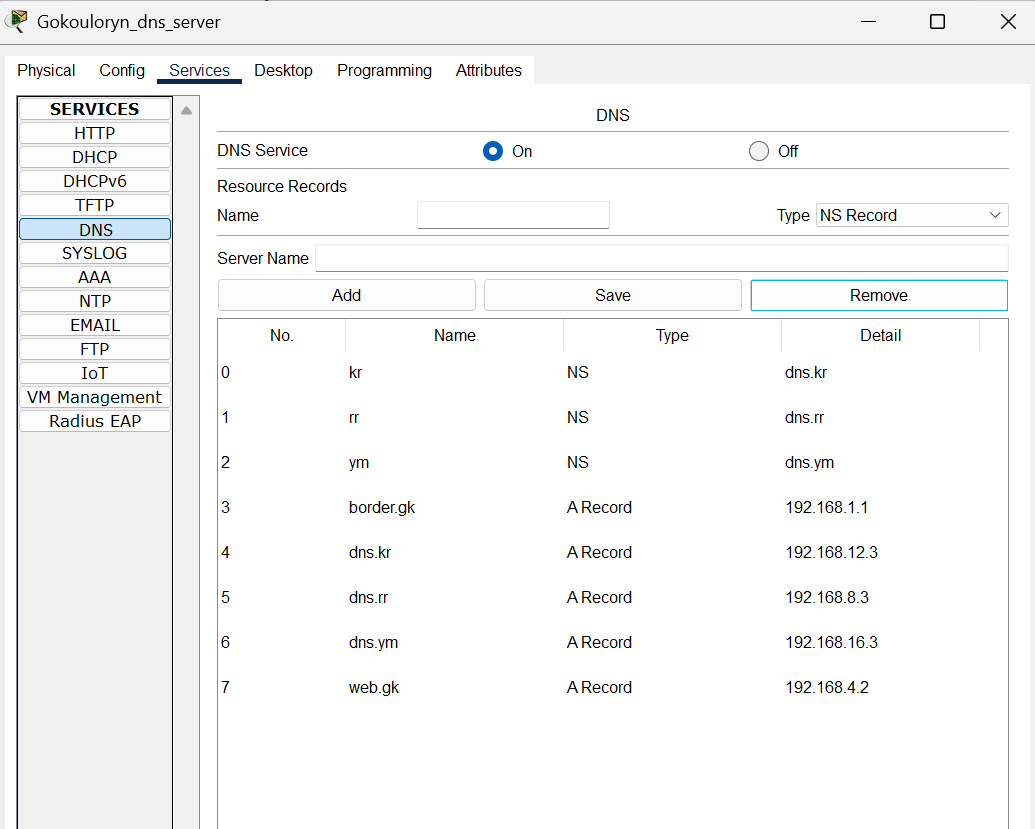 Gokouloryn_dns_server
Physical Config Services Desktop Programming Attributes
SERVICES
HTTP
DHCP
DHCPv6
TFTP
DNS
SYSLOG
AAA
NTP
EMAIL
FTP
IoT
VM Management
Radius EAP
DNS
DNS Service On Off
Resource Records
Name Type NS Record
Server Name
Add Save Remove
No. Name Type Detail
0 kr NS dns.kr
1 rr NS dns.rr
2 ym NS dns.ym
3 border.gk A Record 192.168.1.1
4 dns.kr A Record 192.168.12.3
5 dns.rr A Record 192.168.8.3
6 dns.ym A Record 192.168.16.3
7 web.gk A Record 192.168.4.2